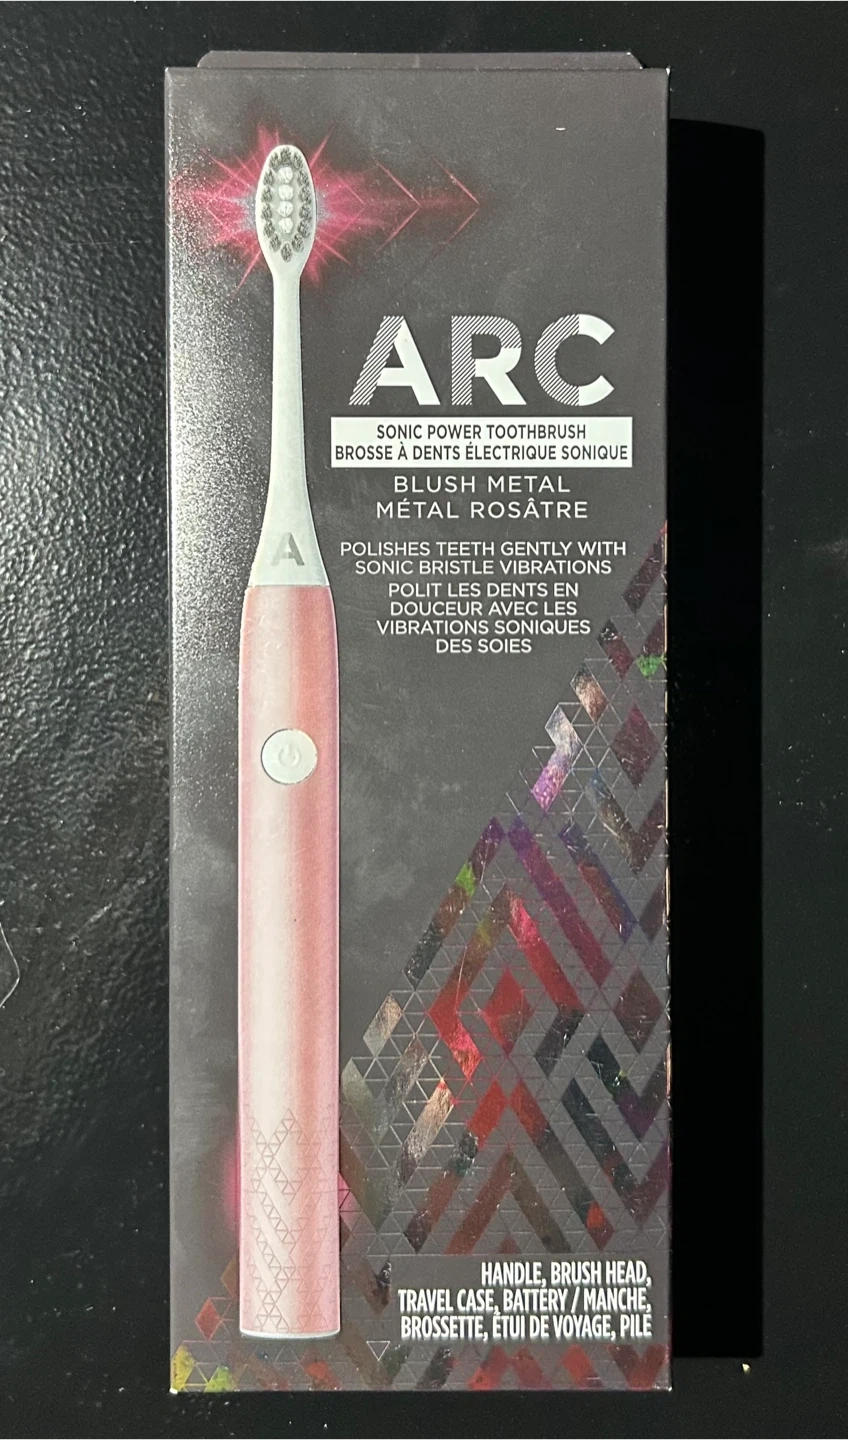 ARC
SONIC POWER TOOTHBRUSH
BROSSE À DENTS ÉLECTRIQUE SONIQUE
BLUSH METAL
MÉTAL ROSÂTRE
POLISHES TEETH GENTLY WITH
SONIC BRISTLE VIBRATIONS
POLIT LES DENTS EN
DOUCEUR AVEC LES
VIBRATIONS SONIQUES
DES SOIES
A
HANDLE, BRUSH HEAD,
TRAVEL CASE, BATTERY / MANCHE,
BROSSETTE, ÉTUI DE VOYAGE, PILE